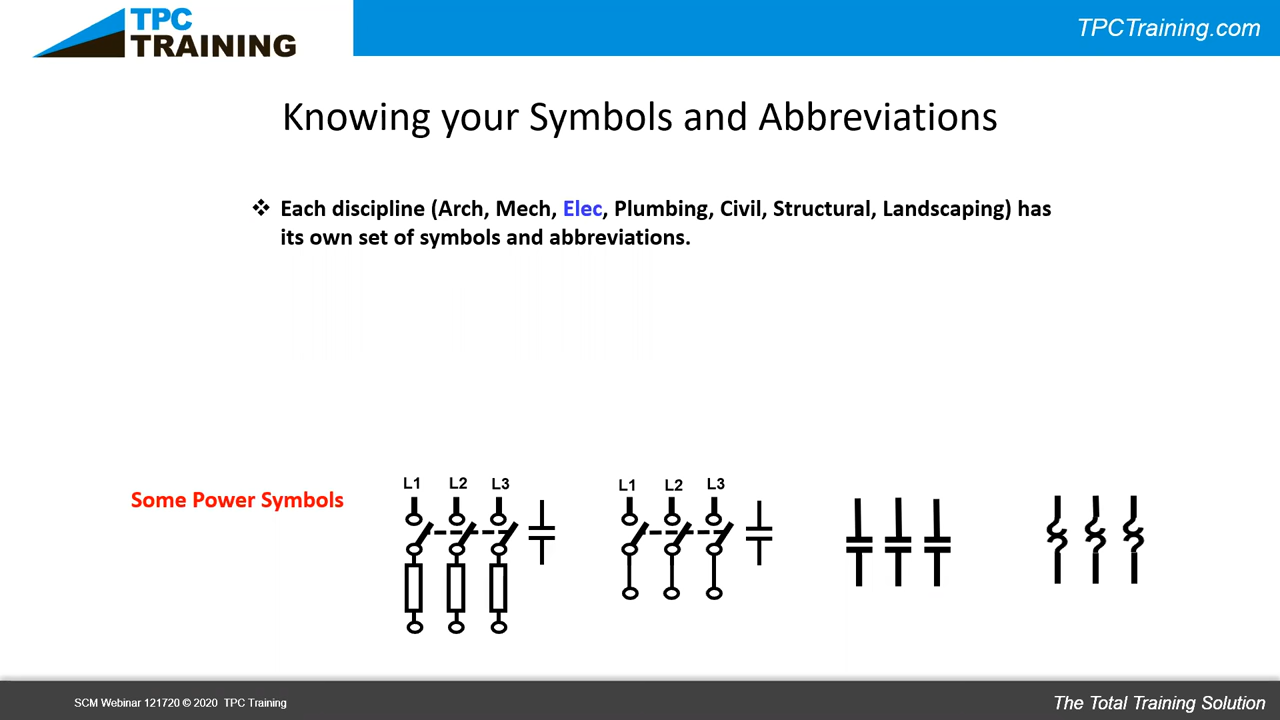 TPC
TRAINING
TPCTraining.com
Knowing your Symbols and Abbreviations
❖ Each discipline (Arch, Mech, Elec, Plumbing, Civil, Structural, Landscaping) has
its own set of symbols and abbreviations.
Some Power Symbols
L1 L2 L3
L1 L2 L3
SCM Webinar 121720 © 2020 TPC Training
The Total Training Solution